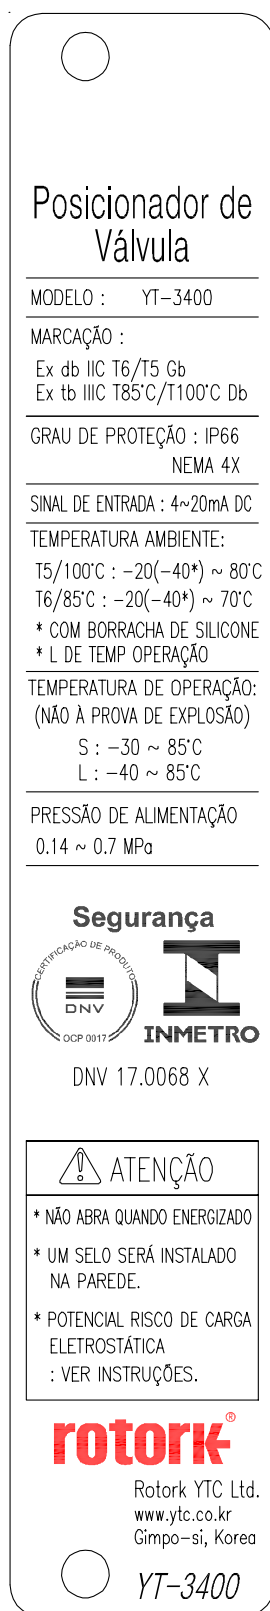 Posicionador de
Válvula
MODELO : YT-3400
MARCAÇÃO :
Ex db IIC T6/T5 Gb
Ex tb IIIC T85°C/T100°C Db
GRAU DE PROTEÇÃO : IP66
NEMA 4X
SINAL DE ENTRADA : 4~20mA DC
TEMPERATURA AMBIENTE:
T5/100°C : -20(-40*) ~ 80°C
T6/85°C : -20(-40*) ~ 70°C
* COM BORRACHA DE SILICONE
* L DE TEMP OPERAÇÃO
TEMPERATURA DE OPERAÇÃO:
(NÃO À PROVA DE EXPLOSÃO)
S : -30 ~ 85°C
L : -40 ~ 85°C
PRESSÃO DE ALIMENTAÇÃO
0.14 ~ 0.7 MPa
Segurança
CERTIFICAÇÃO DE PRODUTO
DNV
OCP 0017
INMETRO
DNV 17.0068 X
ATENÇÃO
* NÃO ABRA QUANDO ENERGIZADO
* UM SELO SERÁ INSTALADO
NA PAREDE.
* POTENCIAL RISCO DE CARGA
ELETROSTÁTICA
: VER INSTRUÇÕES.
rotork®
Rotork YTC Ltd.
www.ytc.co.kr
Gimpo-si, Korea
YT-3400